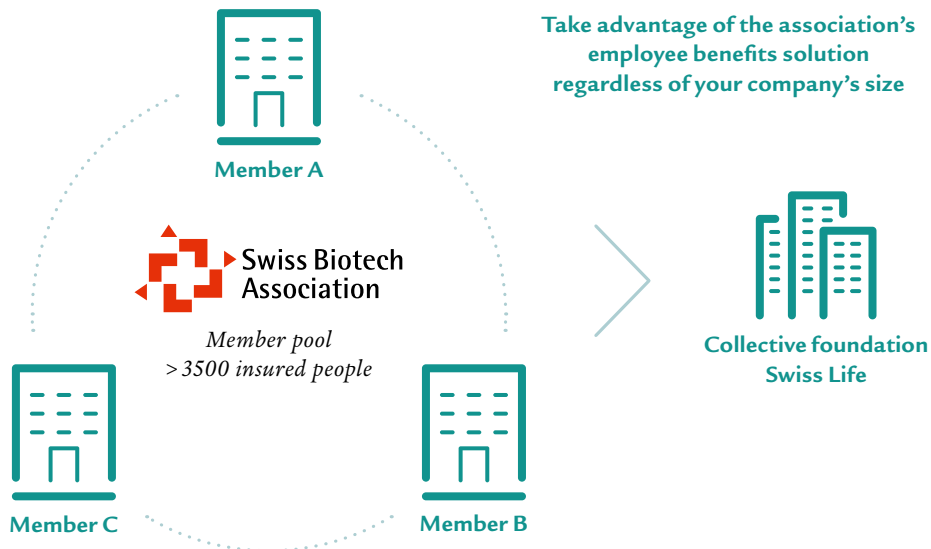 Take advantage of the association's
employee benefits solution
regardless of your company's size
Member A
Swiss Biotech
Association
Member pool
>3500 insured people
Collective foundation
Swiss Life
Member C
Member B